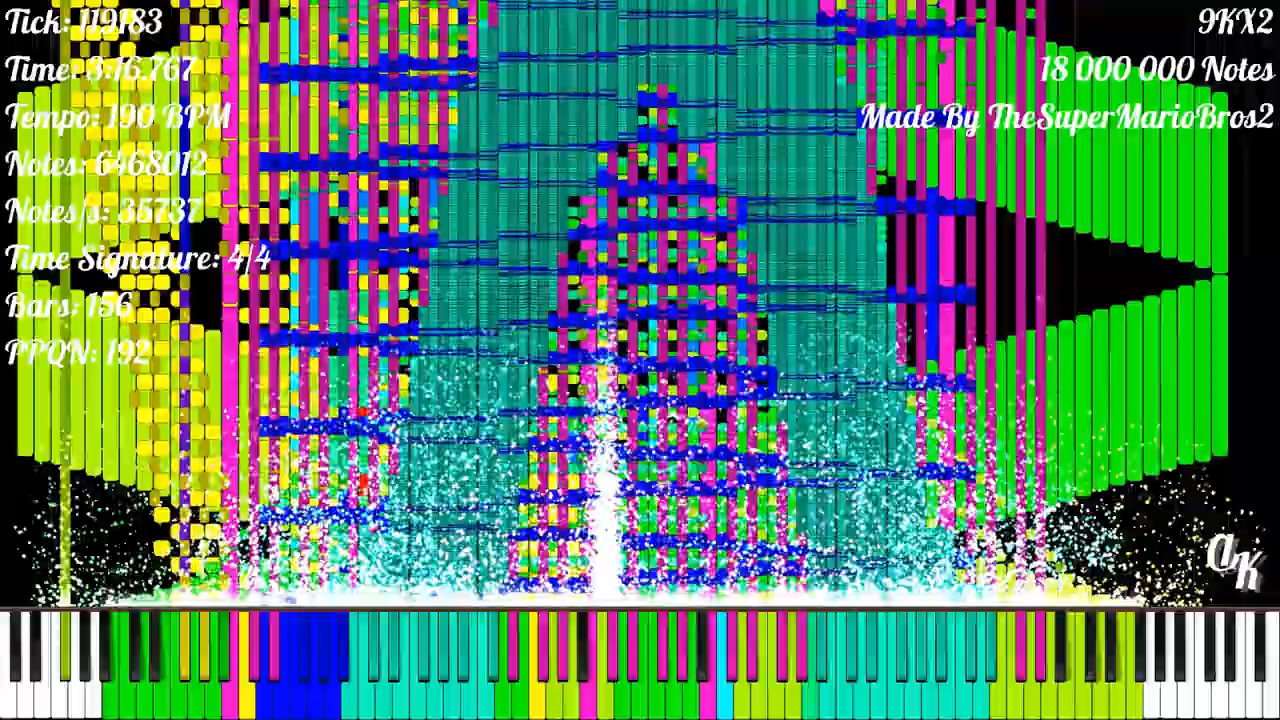 Tick: 119183
Time: 3:16.767
Tempo: 190 BPM
Notes: 6468012
Notes/s: 35737
Time Signature: 4/4
Bars: 156
PPQN: 192
9KX2
18 000 000 Notes
Made By TheSuperMarioBros2
QK